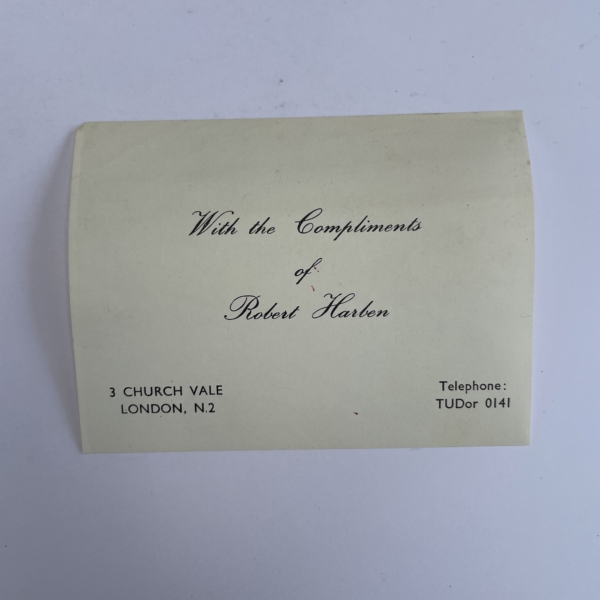 With the Compliments
of
Robert Harben
3 CHURCH VALE
LONDON, N.2
Telephone:
TUDor 0141